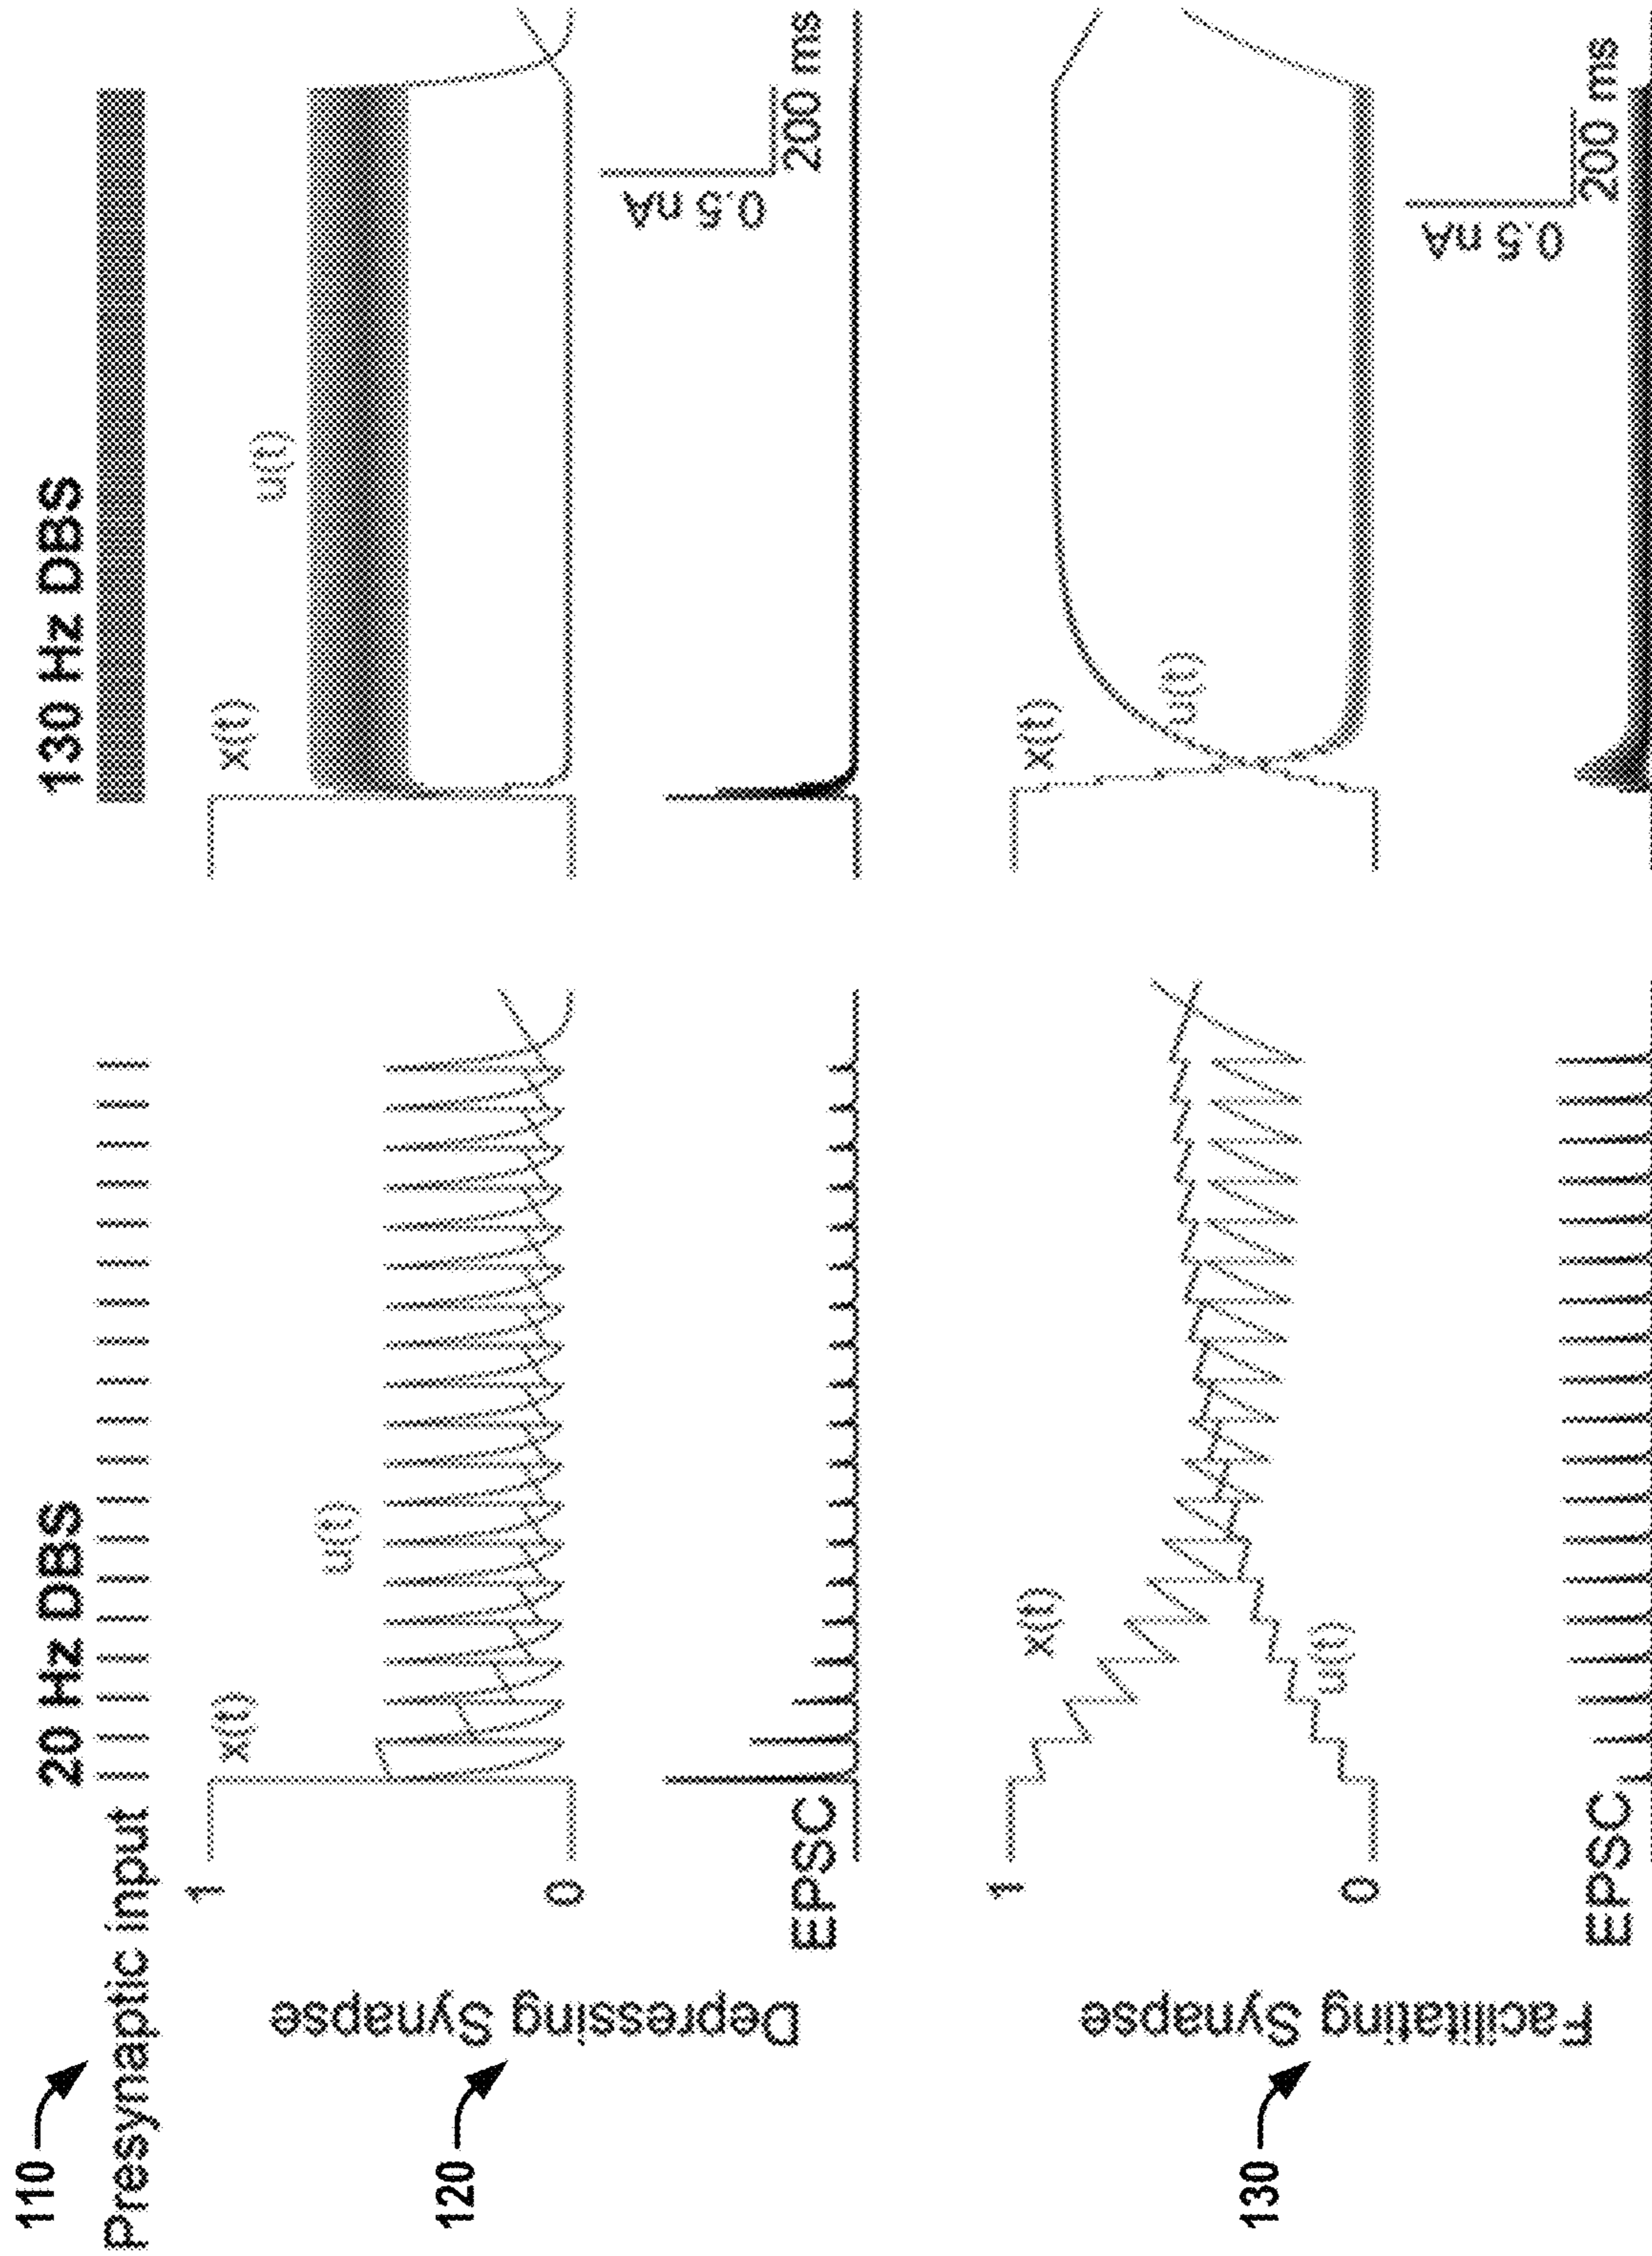 110
Presynaptic input
20 Hz DBS
130 Hz DBS
120
Depressing Synapse
1
0
x(t)
u(t)
x(t)
u(t)
EPSC
0.5 nA
200 ms
130
Facilitating Synapse
1
0
x(t)
u(t)
x(t)
u(t)
EPSC
0.5 nA
200 ms